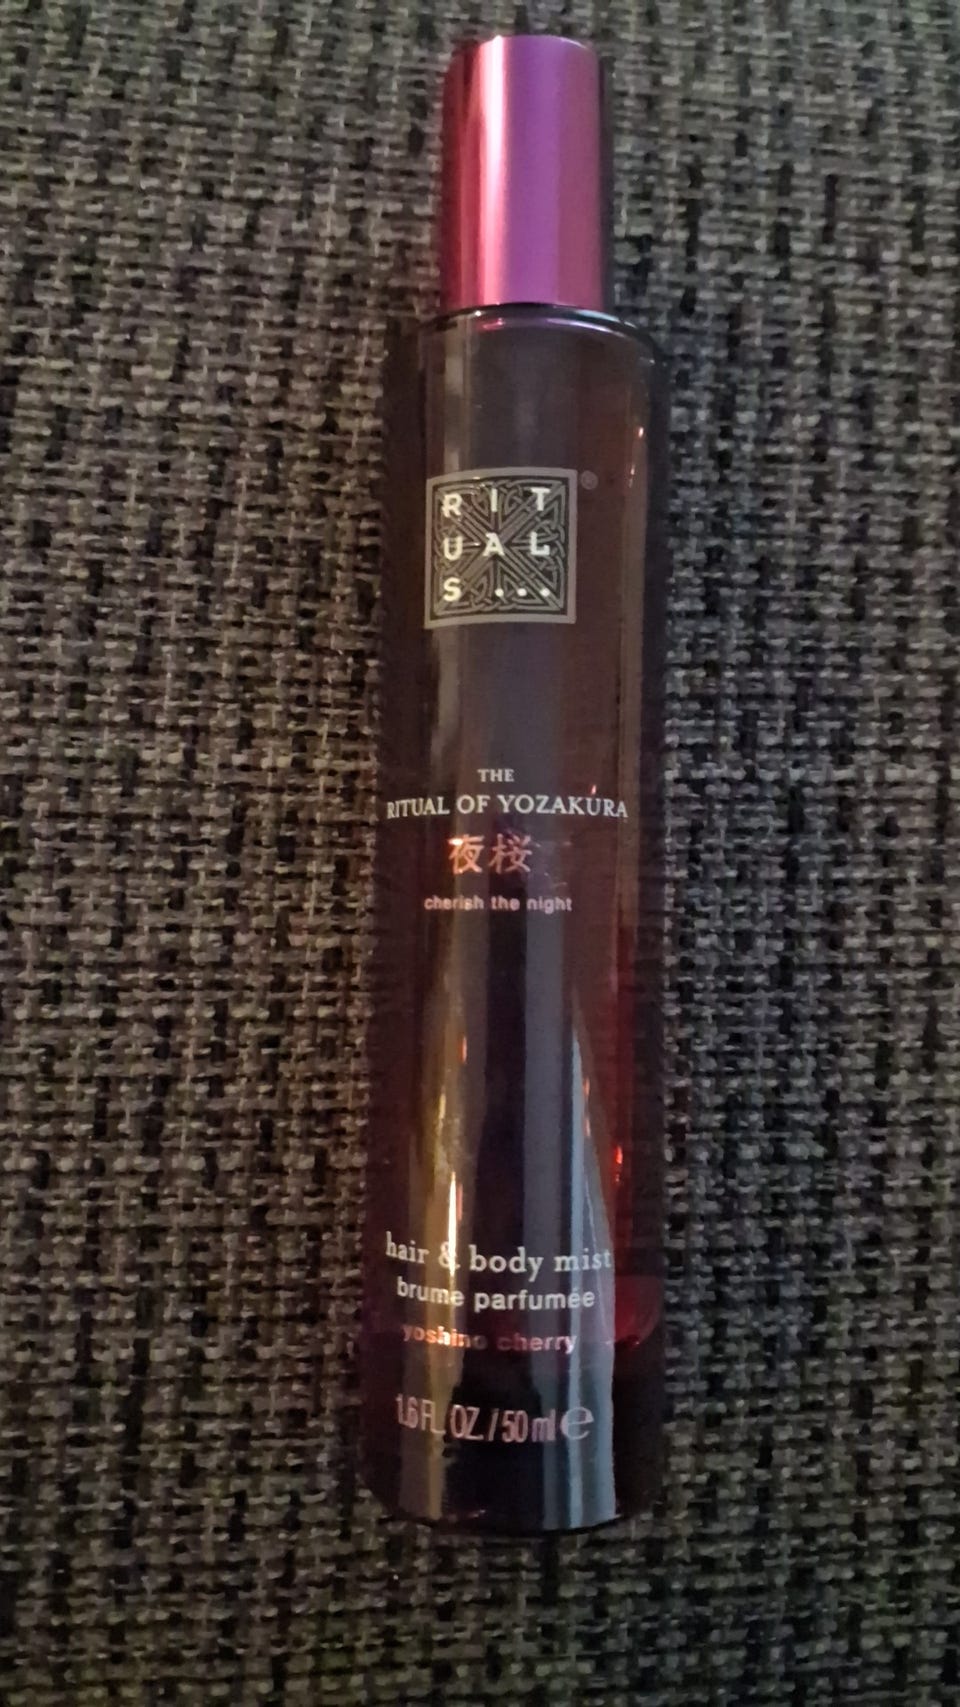 RIT
UAL
S...
®
THE
RITUAL OF YOZAKURA
夜桜
cherish the night
hair & body mist
brume parfumée
yoshino cherry
1.6 FL. OZ. / 50 ml ℮